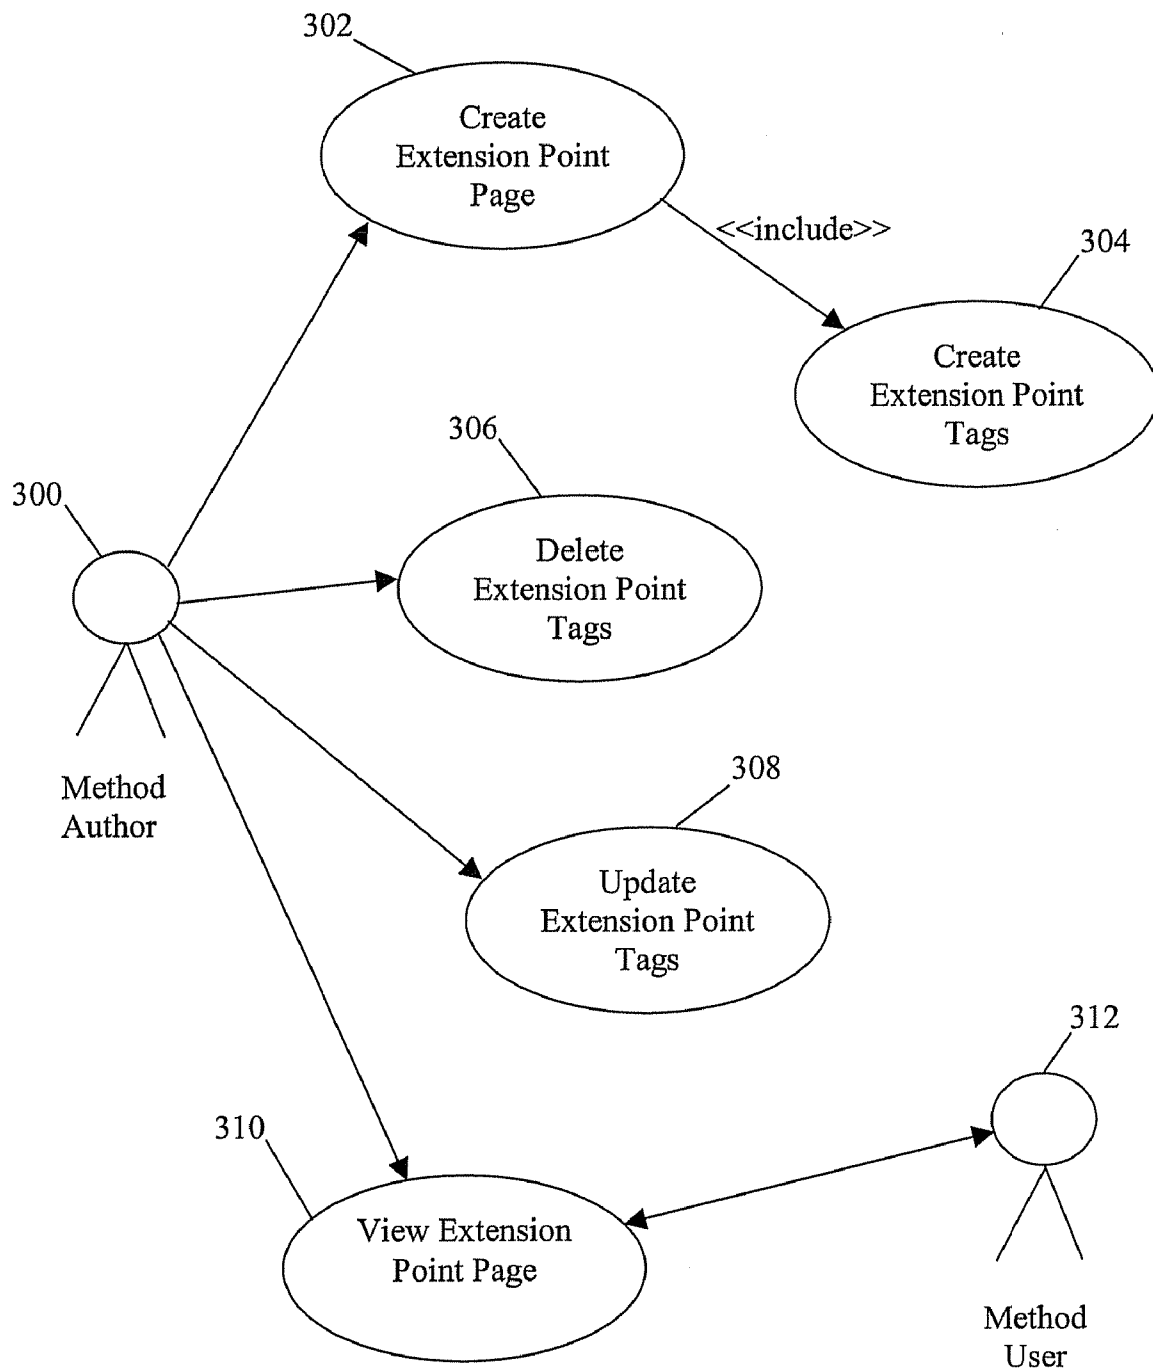 302
Create
Extension Point
Page
<<include>>
304
Create
Extension Point
Tags
306
300
Delete
Extension Point
Tags
Method
Author
308
Update
Extension Point
Tags
312
310
View Extension
Point Page
Method
User